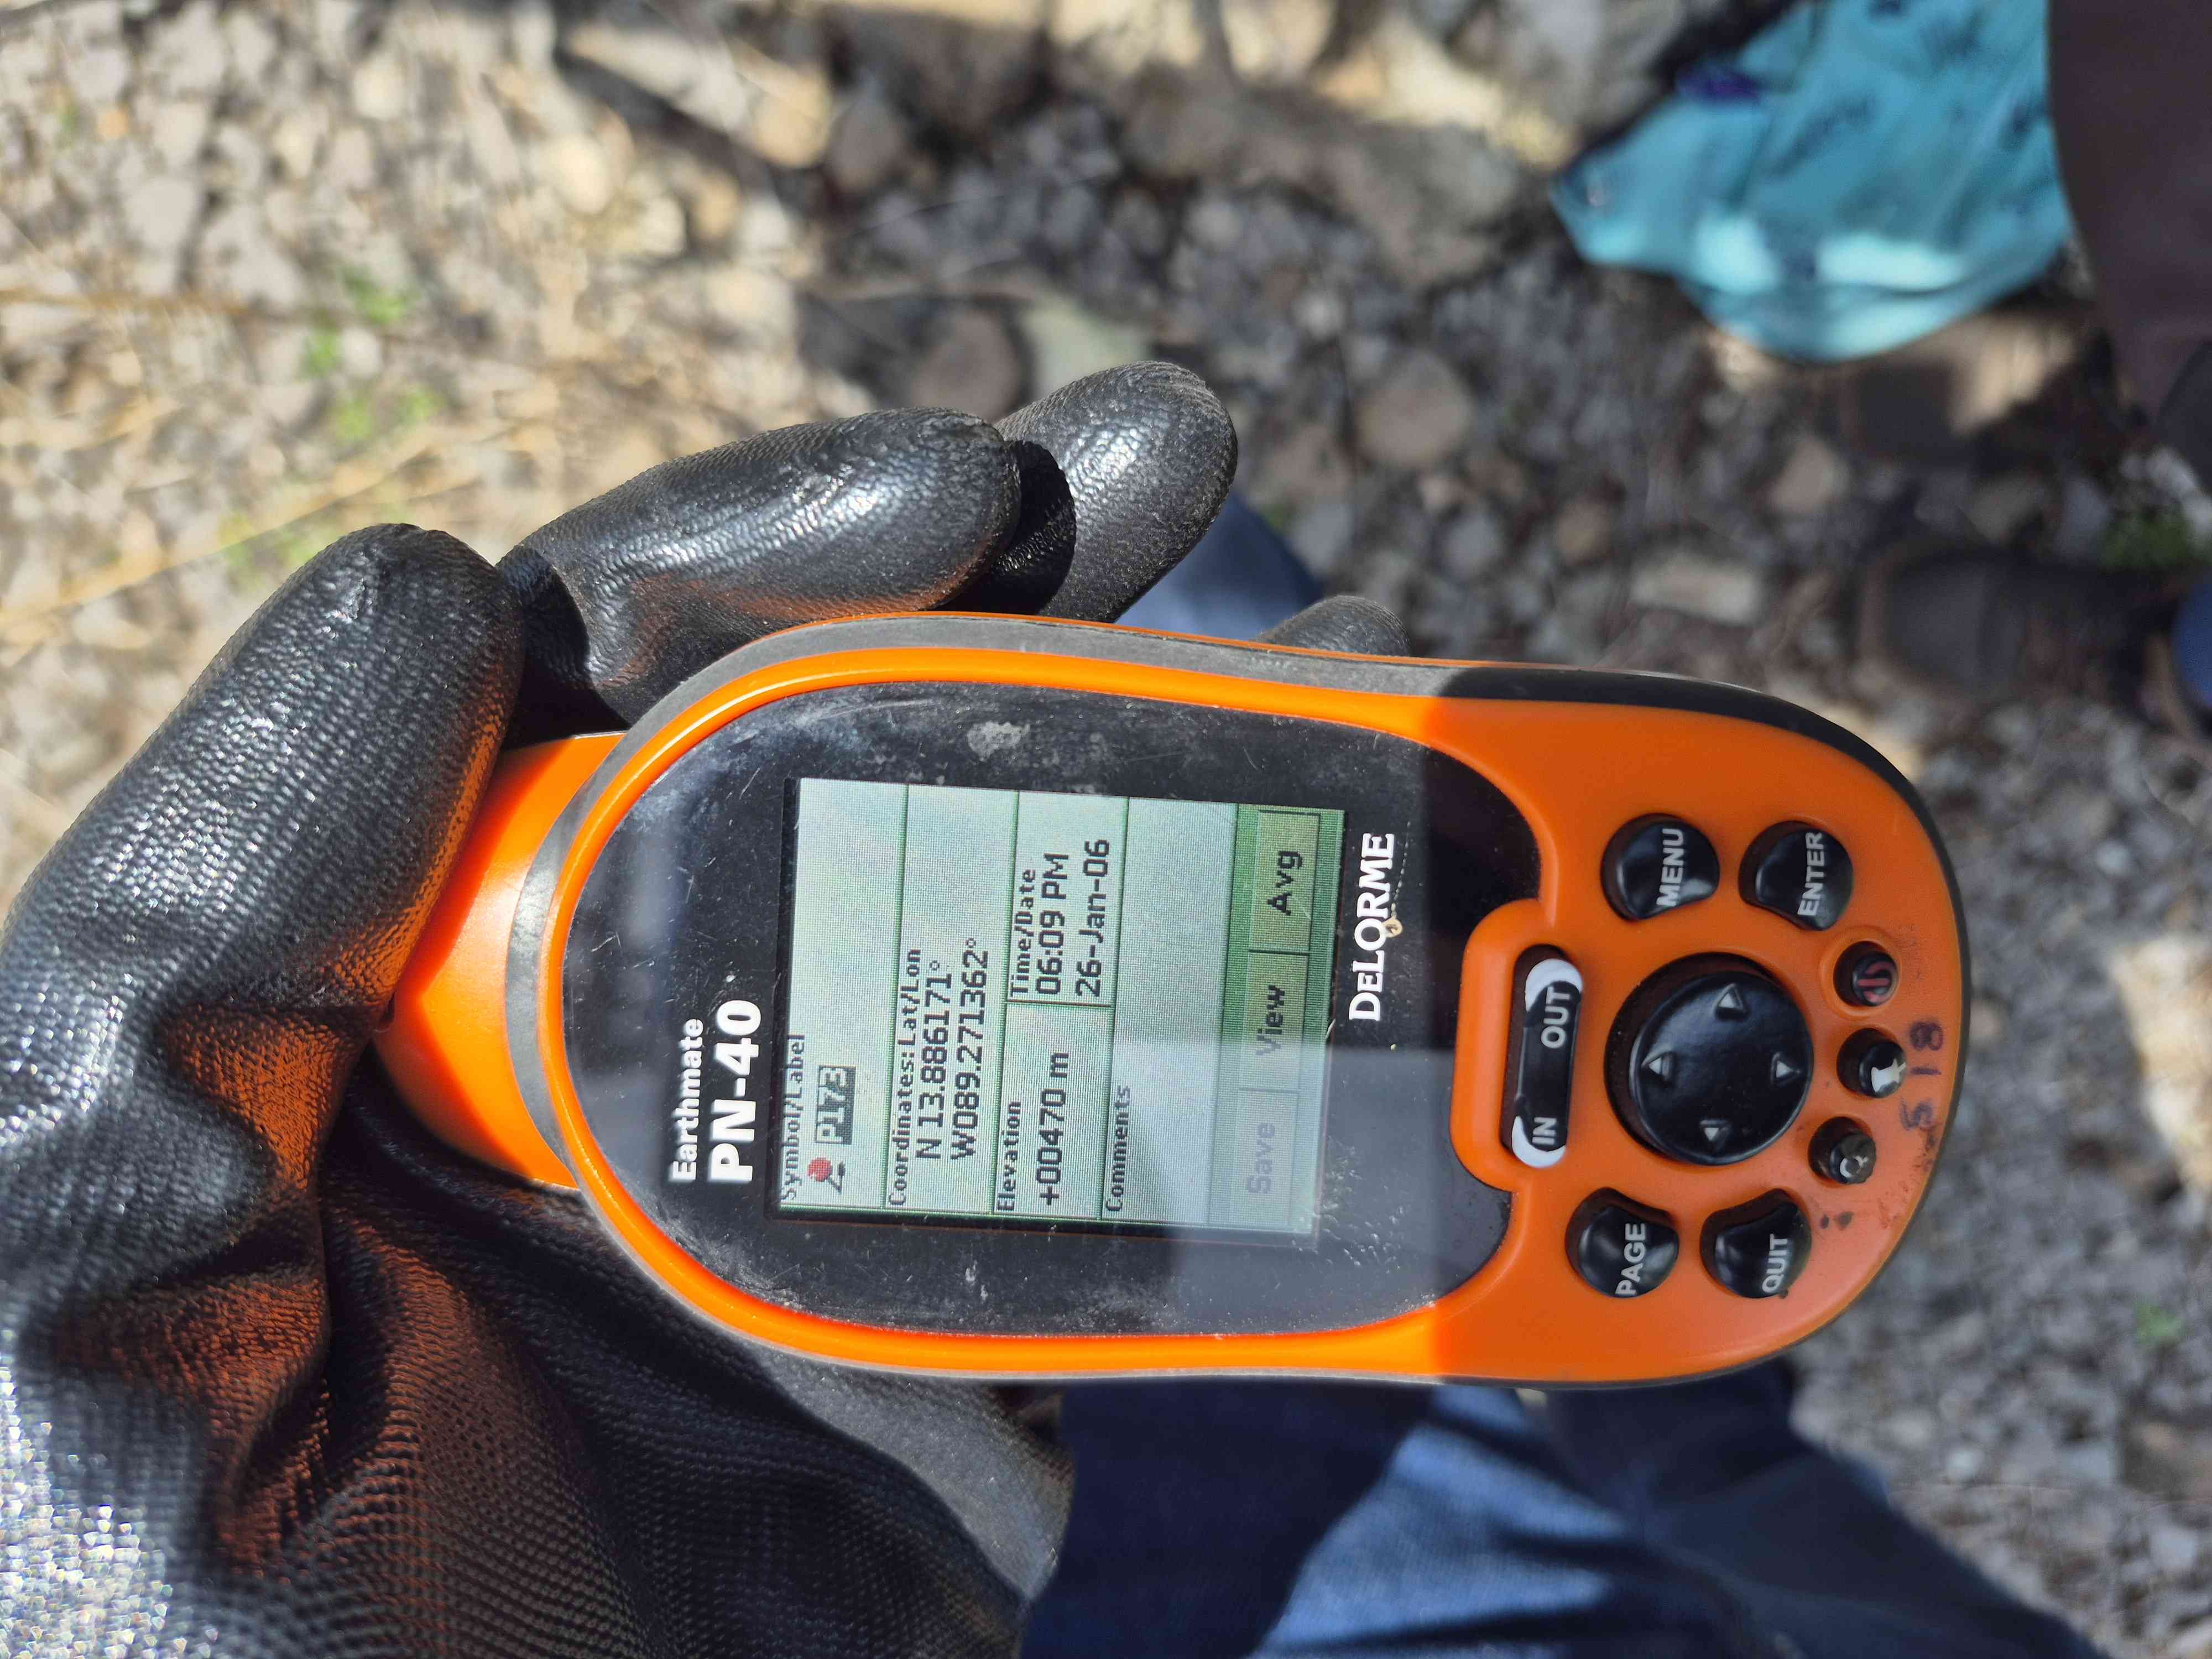 Earthmate
PN-40
Symbol/Label
P173
Coordinates:Lat/Lon
N 13.886171°
W089.271362°
Elevation
+00470 m
Time/Date
06:09 PM
26-Jan-06
Comments
Save View Avg
DELORME
IN OUT
PAGE MENU
QUIT ENTER
518